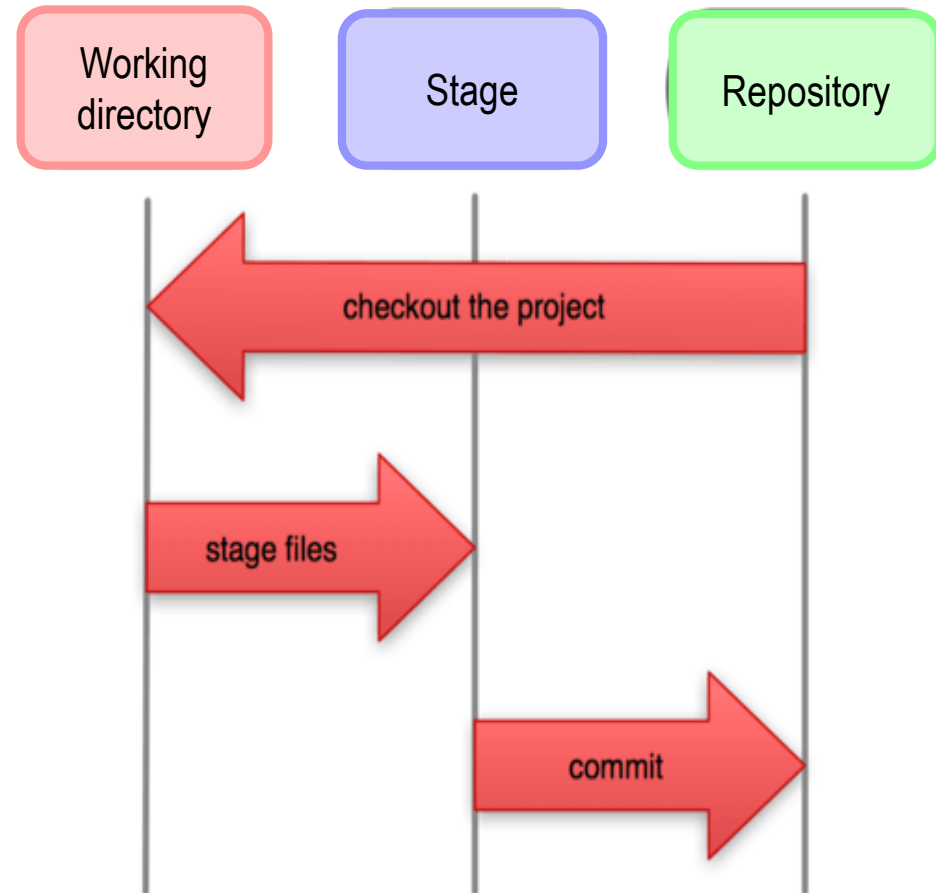 Working
directory
Stage
Repository
checkout the project
stage files
commit